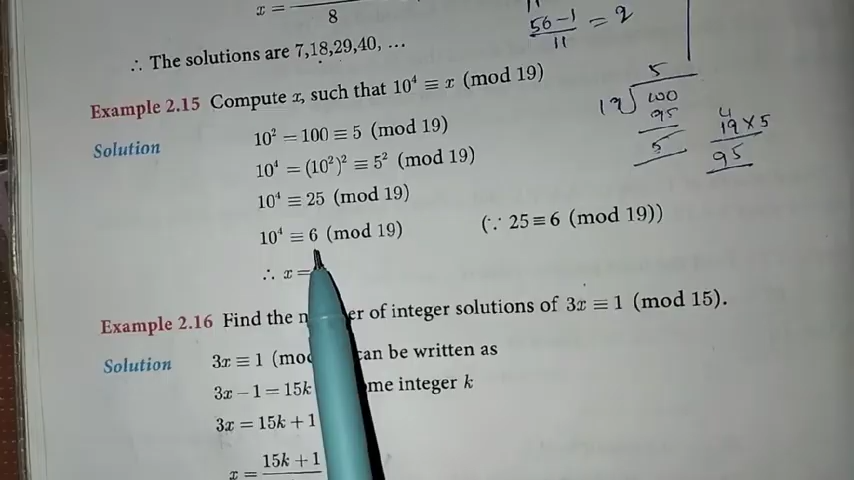 x =
8
∴ The solutions are 7,18,29,40, ...
56-1 = 2
11
Example 2.15 Compute x, such that 10⁴ ≡ x (mod 19)
Solution
10² = 100 ≡ 5 (mod 19)
10⁴ = (10²)² ≡ 5² (mod 19)
10⁴ ≡ 25 (mod 19)
10⁴ ≡ 6 (mod 19) (∵ 25 ≡ 6 (mod 19))
∴ x =
5
19 100
95
5
4
19 × 5
95
Example 2.16 Find the n er of integer solutions of 3x ≡ 1 (mod 15).
Solution
3x ≡ 1 (mod can be written as
3x − 1 = 15k me integer k
3x = 15k + 1
x = 15k + 1